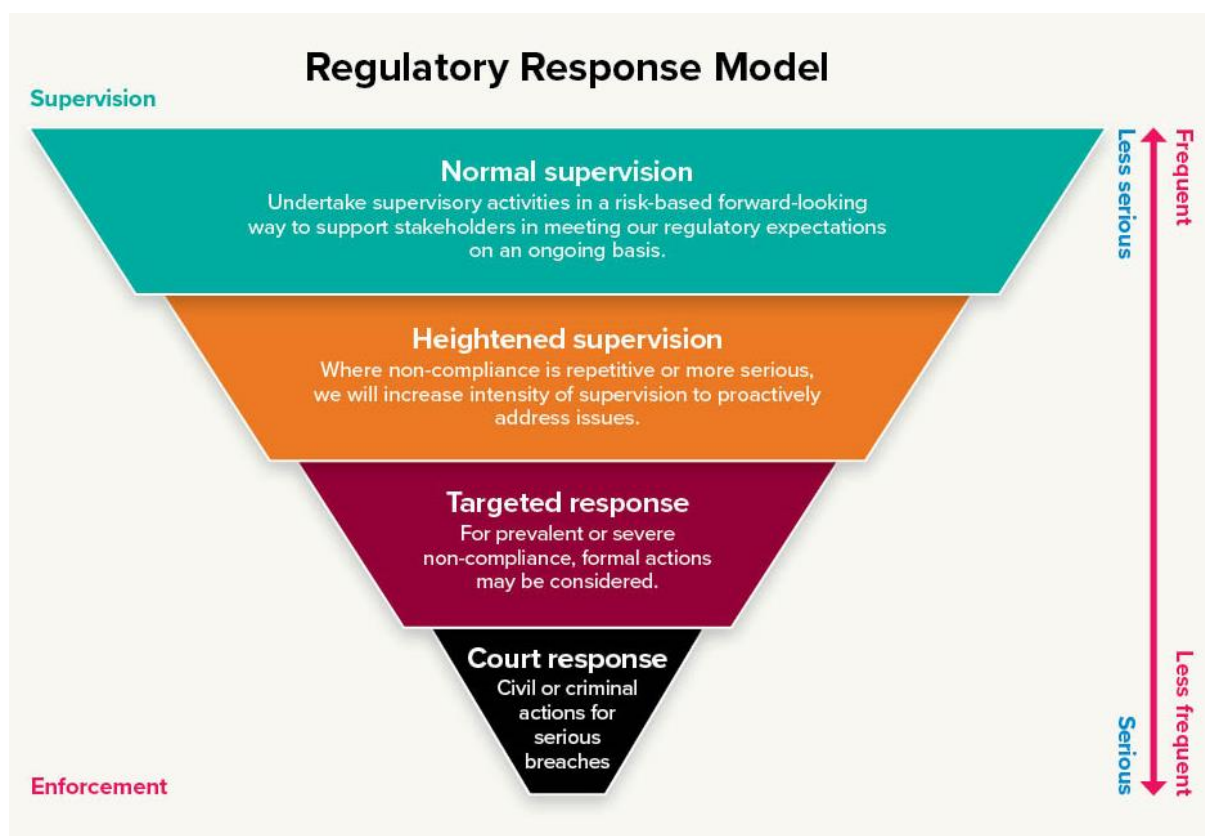 Regulatory Response Model
Supervision
Normal supervision
Undertake supervisory activities in a risk-based forward-looking
way to support stakeholders in meeting our regulatory expectations
on an ongoing basis.
Heightened supervision
Where non-compliance is repetitive or more serious,
we will increase intensity of supervision to proactively
address issues.
Targeted response
For prevalent or severe
non-compliance, formal actions
may be considered.
Court response
Civil or criminal
actions for
serious
breaches
Enforcement
Less serious
Frequent
Serious
Less frequent